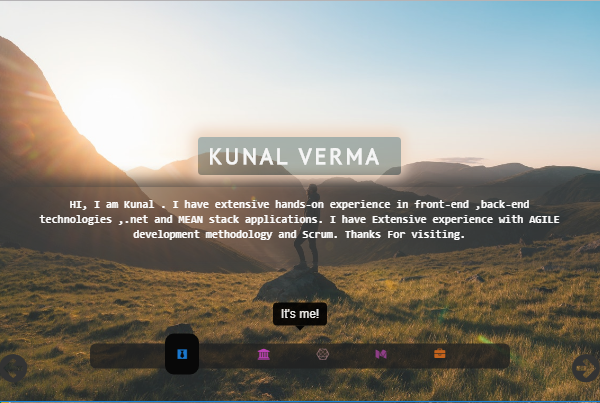 KUNAL VERMA
HI, I am Kunal . I have extensive hands-on experience in front-end ,back-end
technologies ,.net and MEAN stack applications. I have Extensive experience with AGILE
development methodology and Scrum. Thanks For visiting.
It's me!